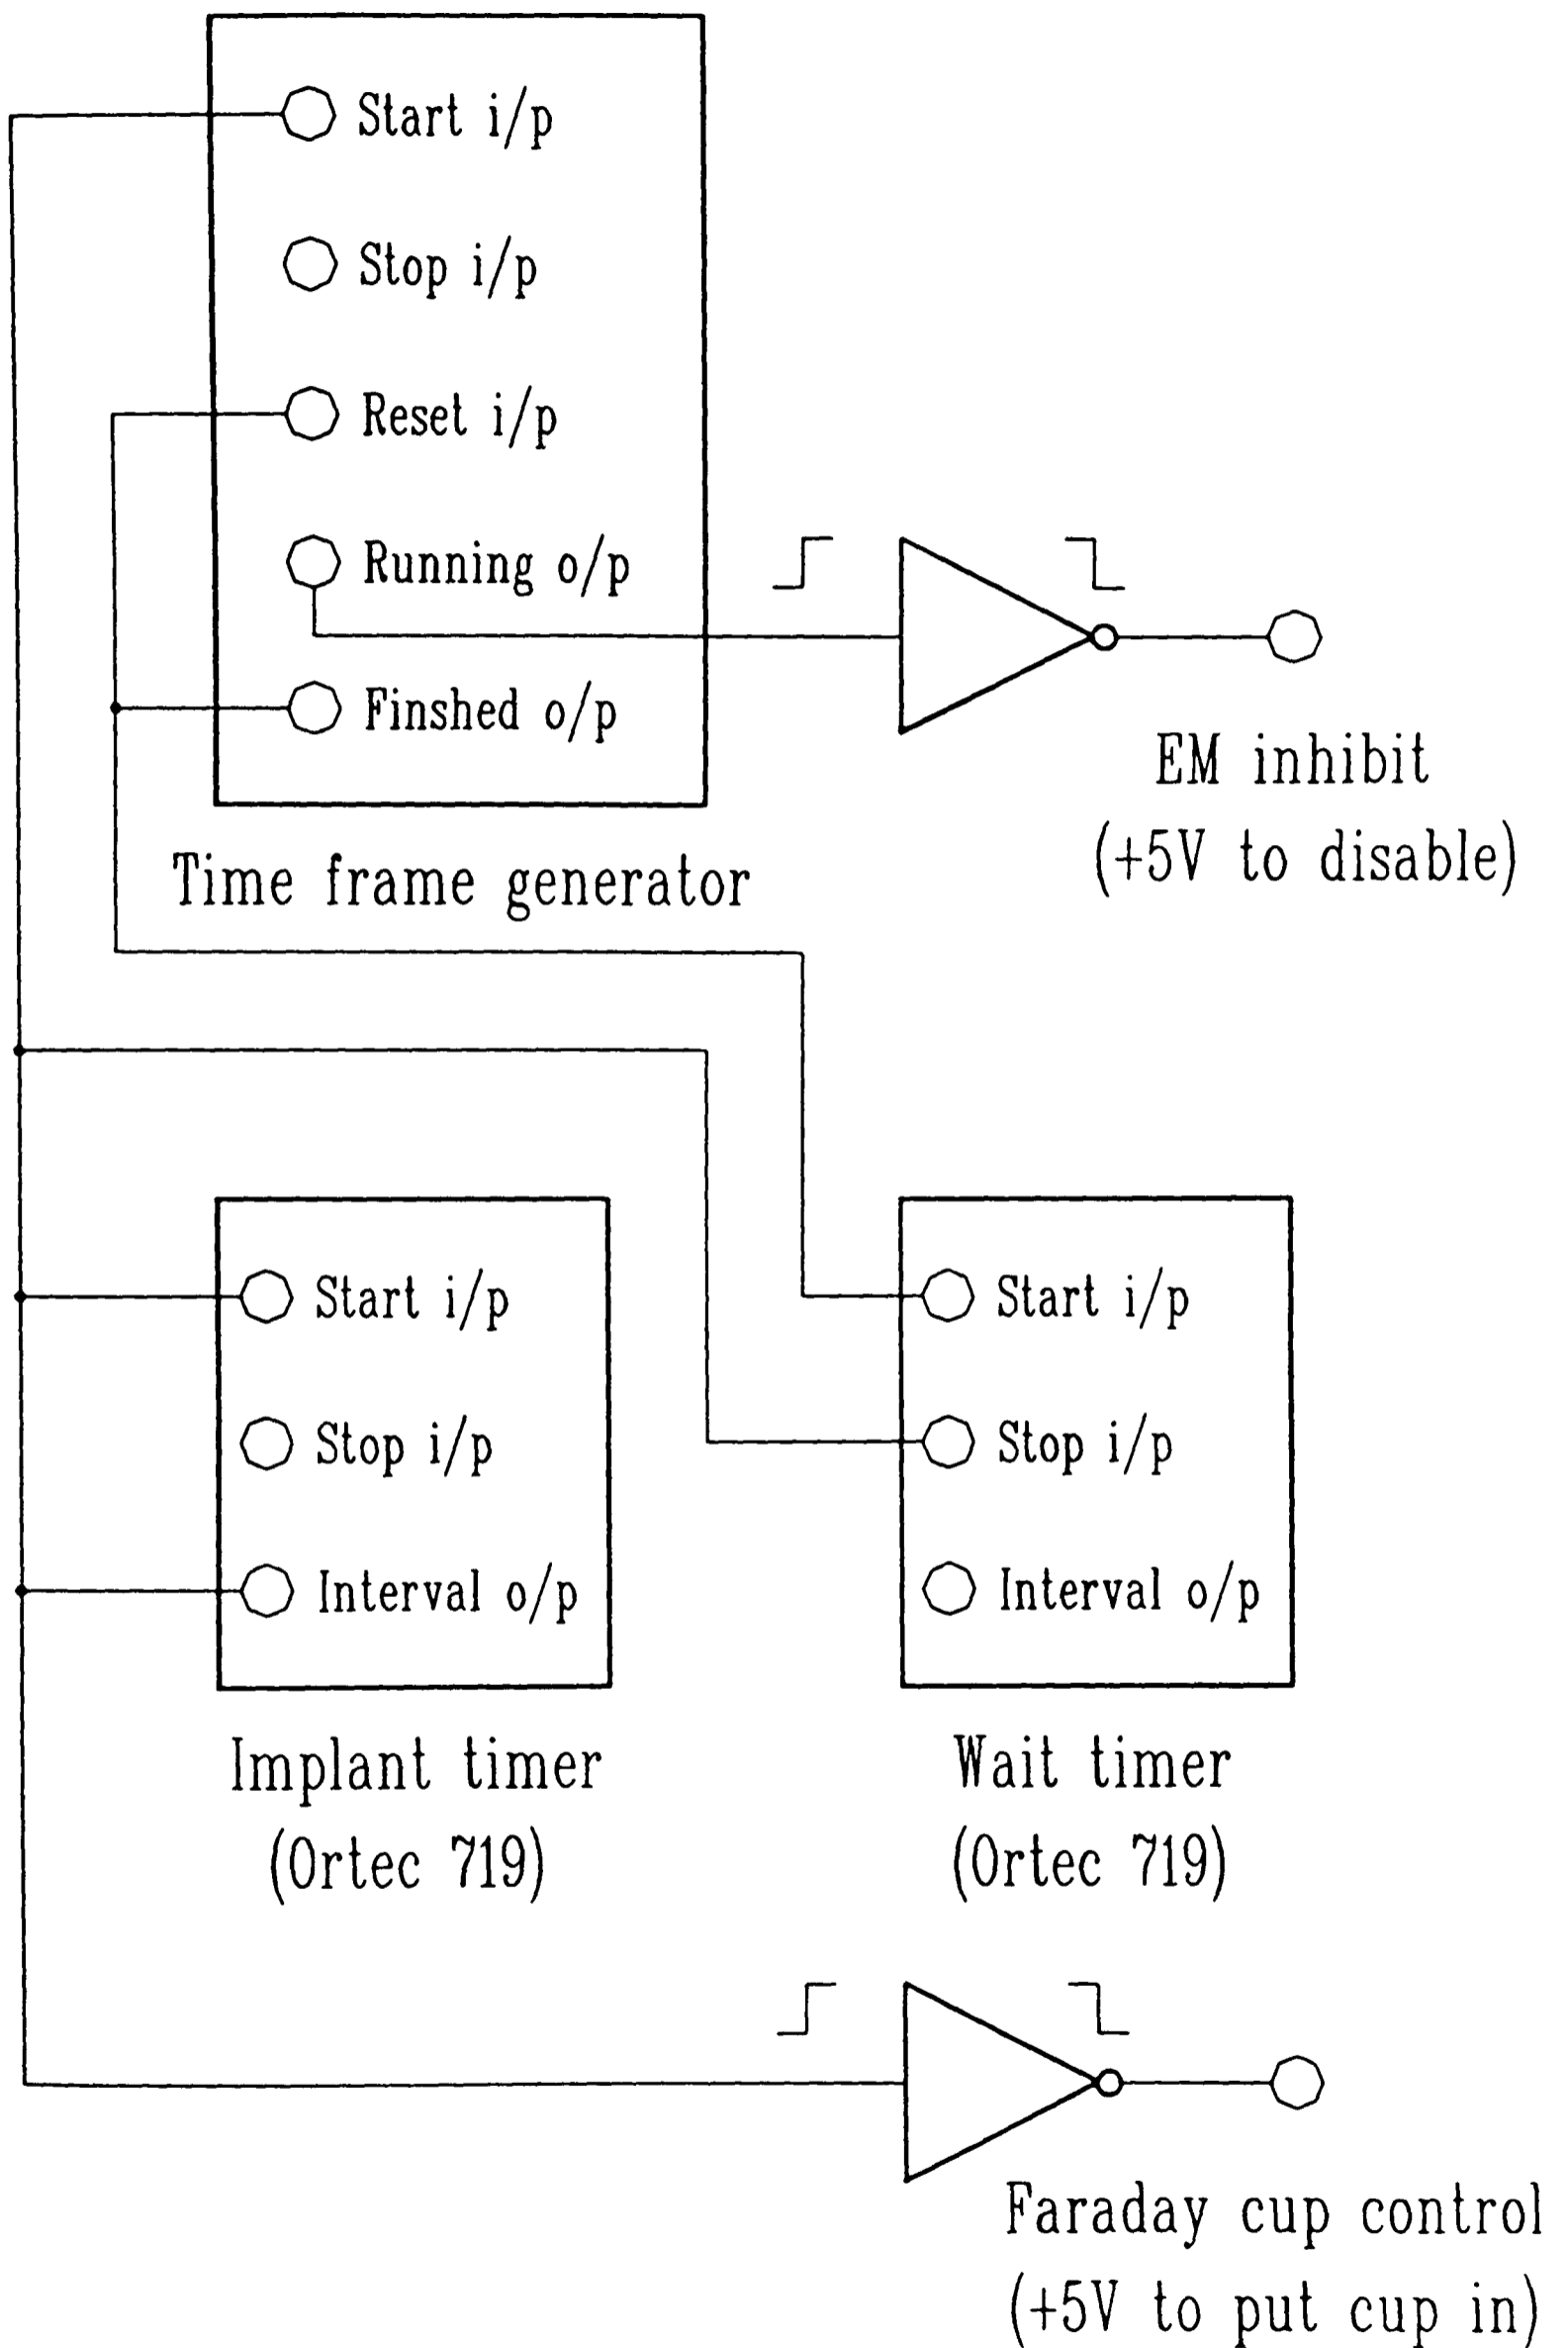 Start i/p
Stop i/p
Reset i/p
Running o/p
Finshed o/p
EM inhibit
(+5V to disable)
Time frame generator
Start i/p
Stop i/p
Interval o/p
Implant timer
(Ortec 719)
Start i/p
Stop i/p
Interval o/p
Wait timer
(Ortec 719)
Faraday cup control
(+5V to put cup in)